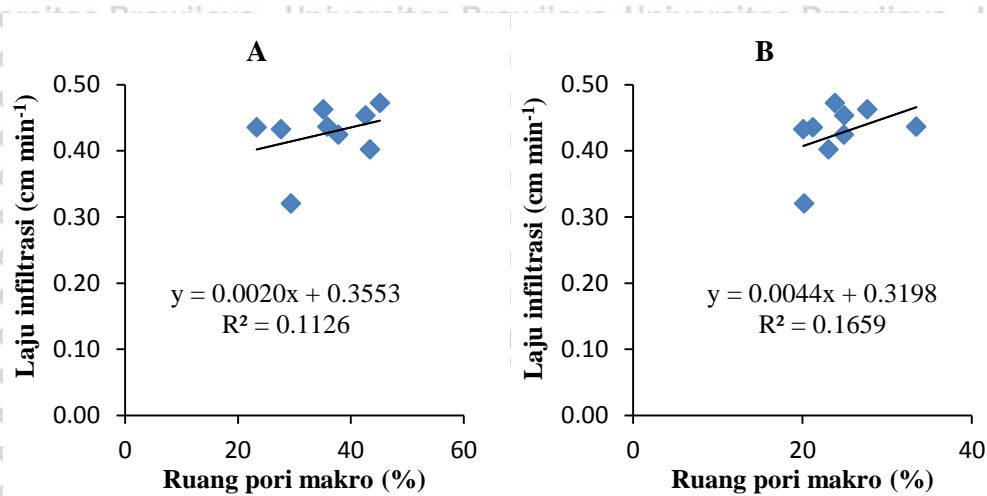 A
Laju infiltrasi (cm min-1)
0.50
0.40
0.30
0.20
0.10
0.00
y = 0.0020x + 0.3553
R² = 0.1126
0 20 40 60
Ruang pori makro (%)
B
Laju infiltrasi (cm min-1)
0.50
0.40
0.30
0.20
0.10
0.00
y = 0.0044x + 0.3198
R² = 0.1659
0 20 40
Ruang pori makro (%)